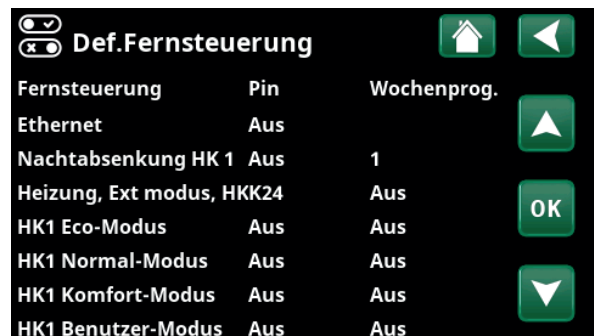 Def.Fernsteuerung
Fernsteuerung Pin Wochenprog.
Ethernet Aus
Nachtabsenkung HK 1 Aus 1
Heizung, Ext modus, HKK24 Aus
OK
HK1 Eco-Modus Aus Aus
HK1 Normal-Modus Aus Aus
HK1 Komfort-Modus Aus Aus
HK1 Benutzer-Modus Aus Aus